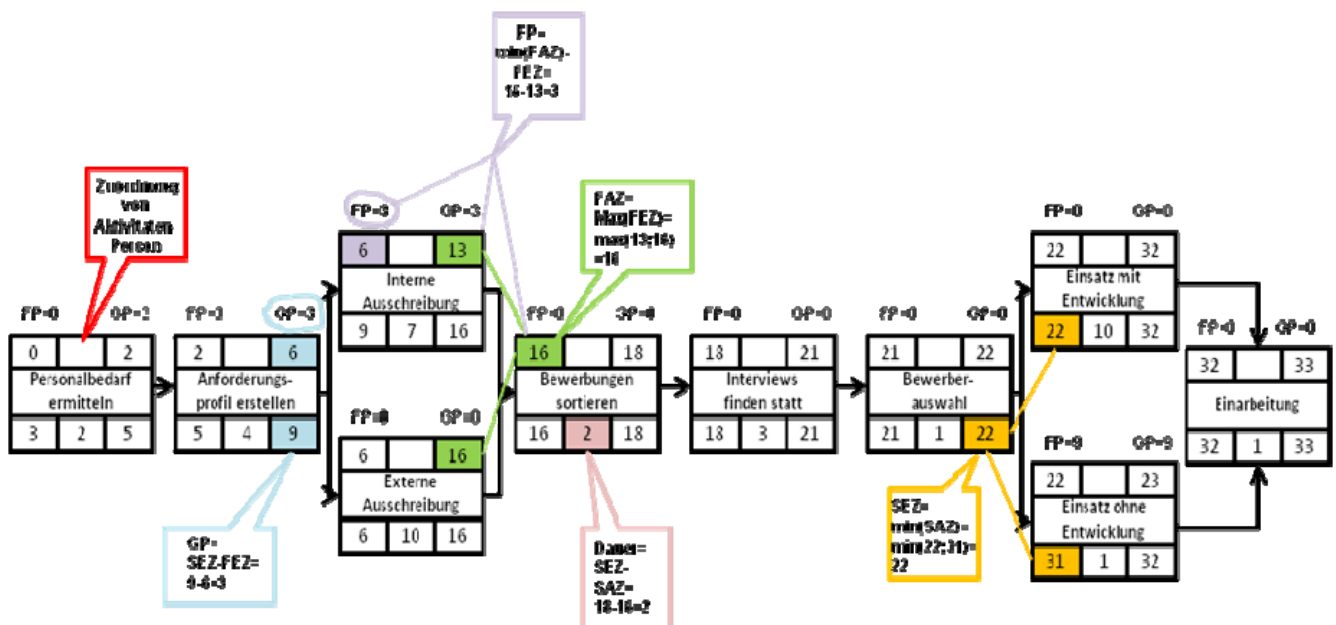 FP=
min(FAZ)-
FEZ=
16-13=3
Zuordnung
von
Aktivitäten
Person
FAZ=
Max(FEZ)=
max(13;16)
=16
FP=0
0 2
Personalbedarf
ermitteln
3 2 5
GP=3
2 6
Anforderungs-
profil erstellen
5 4 9
GP=
SEZ-FEZ=
9-6=3
FP=3 GP=3
6 13
Interne
Ausschreibung
9 7 16
FP=0 GP=0
6 16
Externe
Ausschreibung
6 10 16
FP=0 GP=0
16 18
Bewerbungen
sortieren
16 2 18
Dauer=
SEZ-
SAZ=
18-16=2
FP=0 GP=0
18 21
Interviews
finden statt
18 3 21
FP=0 GP=0
21 22
Bewerber-
auswahl
21 1 22
SEZ=
min(SAZ)=
min(22;31)=
22
FP=0 GP=0
22 32
Einsatz mit
Entwicklung
22 10 32
FP=9 GP=9
22 23
Einsatz ohne
Entwicklung
31 1 32
FP=0 GP=0
32 33
Einarbeitung
32 1 33